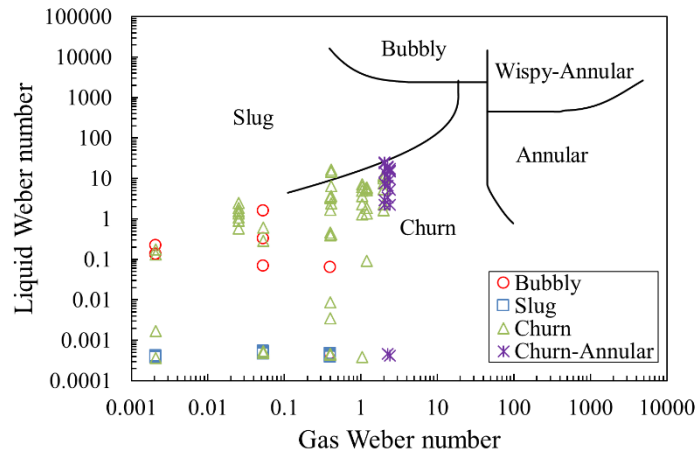 100000
10000
1000
100
10
1
0.1
0.01
0.001
0.0001
Liquid Weber number
Bubbly
Wispy-Annular
Slug
Annular
Churn
Bubbly
Slug
Churn
Churn-Annular
0.001 0.01 0.1 1 10 100 1000 10000
Gas Weber number